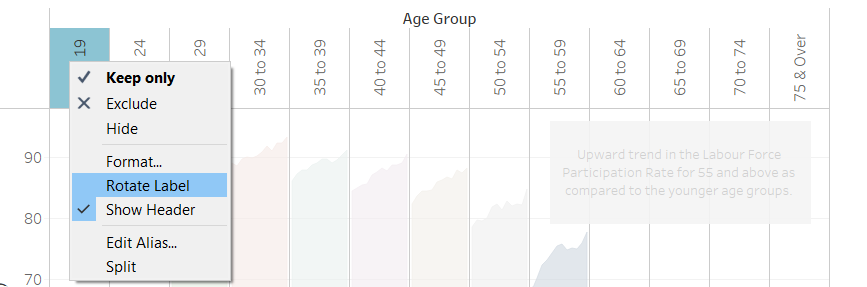 Age Group
19
24
29
30 to 34
35 to 39
40 to 44
45 to 49
50 to 54
55 to 59
60 to 64
65 to 69
70 to 74
75 & Over
Keep only
Exclude
Hide
Format...
Rotate Label
Show Header
Edit Alias...
Split
90
80
70
Upward trend in the Labour Force
Participation Rate for 55 and above as
compared to the younger age groups.